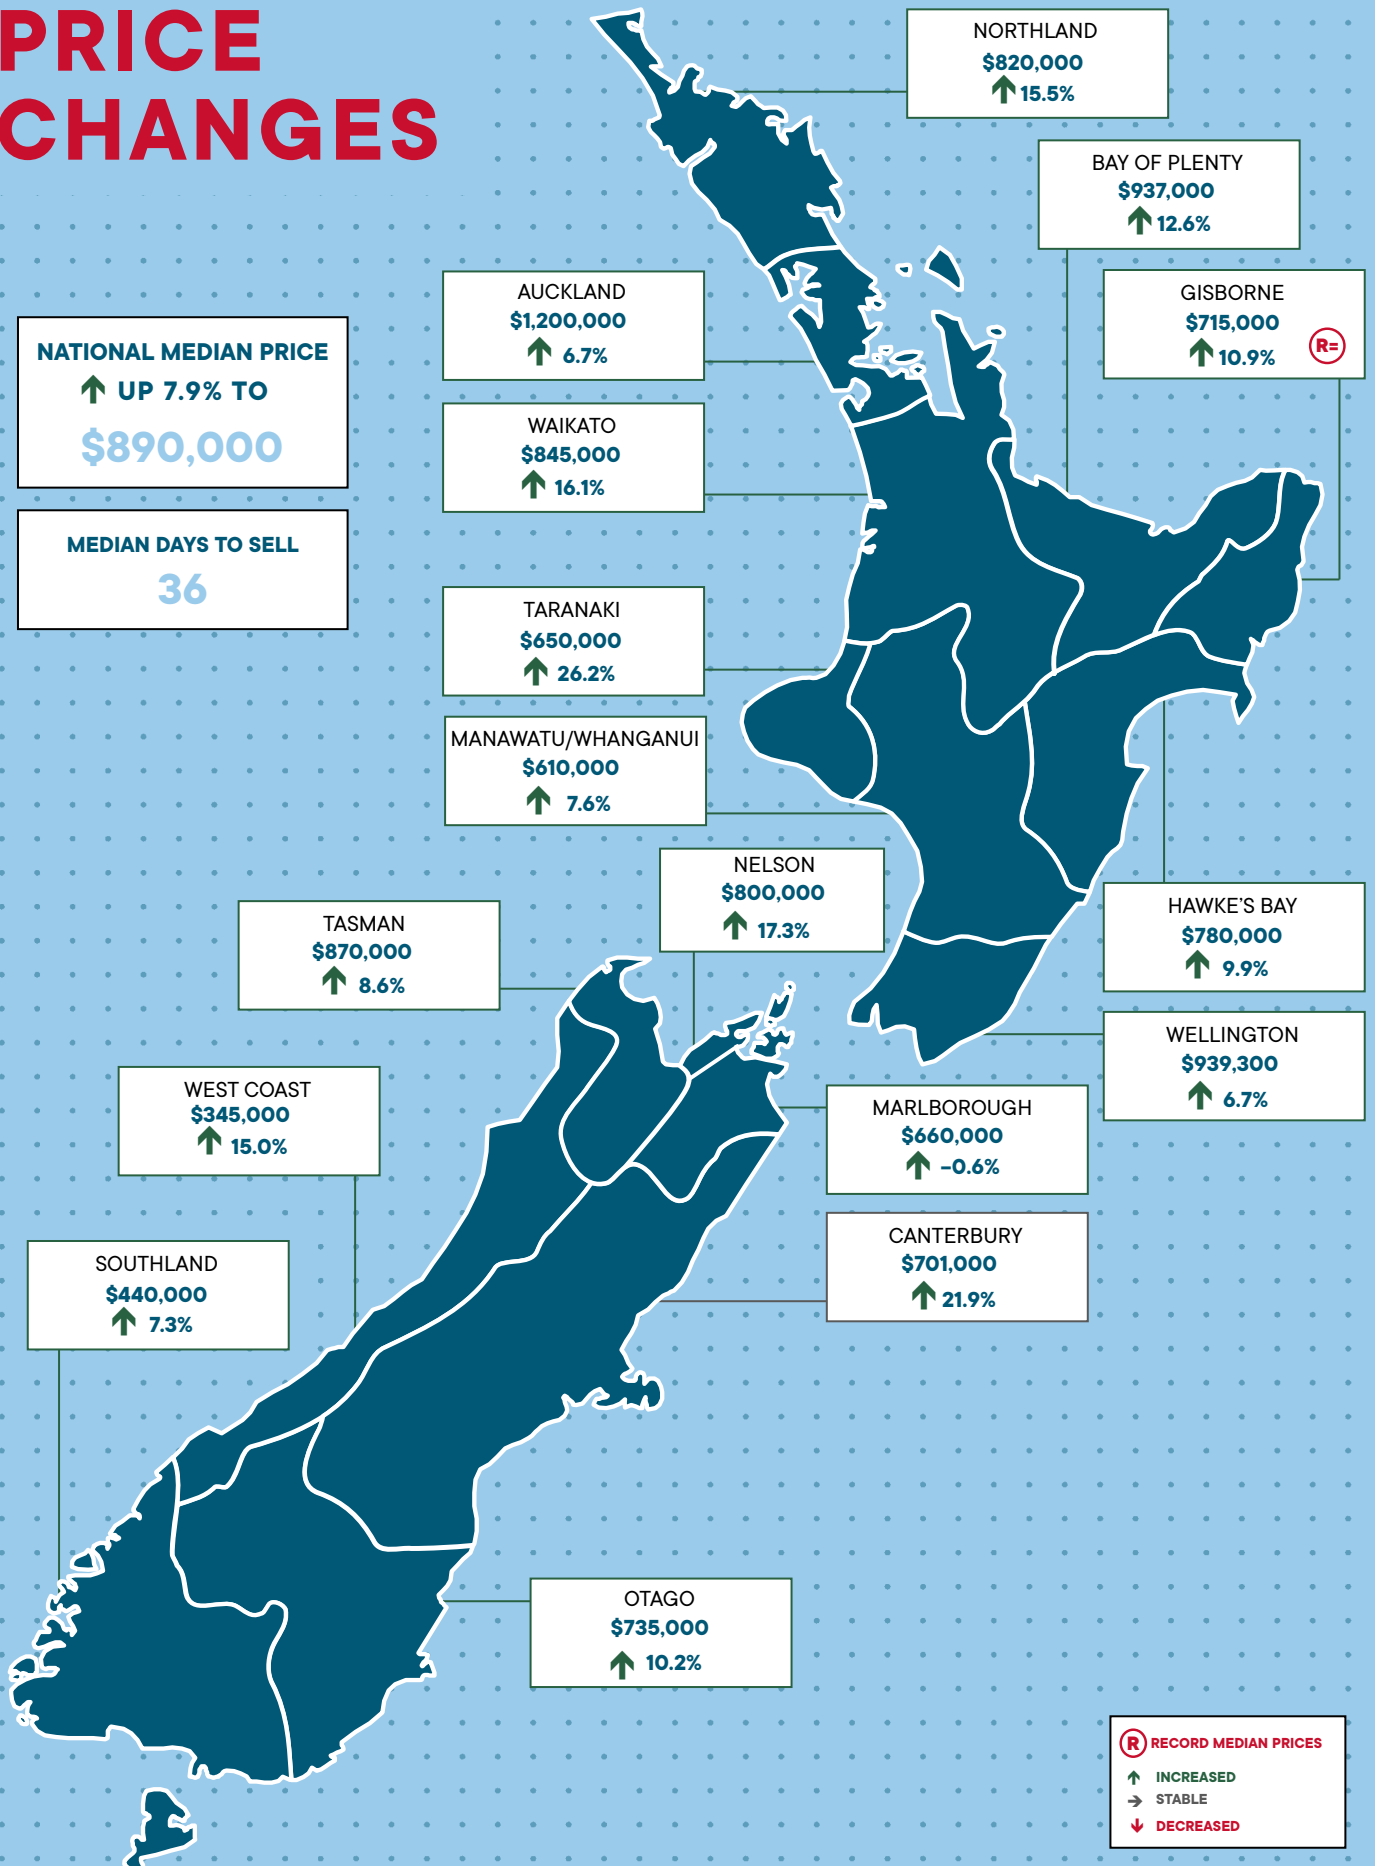 PRICE
CHANGES
NATIONAL MEDIAN PRICE
UP 7.9% TO
$890,000
MEDIAN DAYS TO SELL
36
NORTHLAND
$820,000
15.5%
BAY OF PLENTY
$937,000
12.6%
GISBORNE
$715,000
10.9%
R=
AUCKLAND
$1,200,000
6.7%
WAIKATO
$845,000
16.1%
TARANAKI
$650,000
26.2%
MANAWATU/WHANGANUI
$610,000
7.6%
NELSON
$800,000
17.3%
TASMAN
$870,000
8.6%
HAWKE'S BAY
$780,000
9.9%
WELLINGTON
$939,300
6.7%
WEST COAST
$345,000
15.0%
MARLBOROUGH
$660,000
-0.6%
CANTERBURY
$701,000
21.9%
SOUTHLAND
$440,000
7.3%
OTAGO
$735,000
10.2%
R RECORD MEDIAN PRICES
INCREASED
STABLE
DECREASED